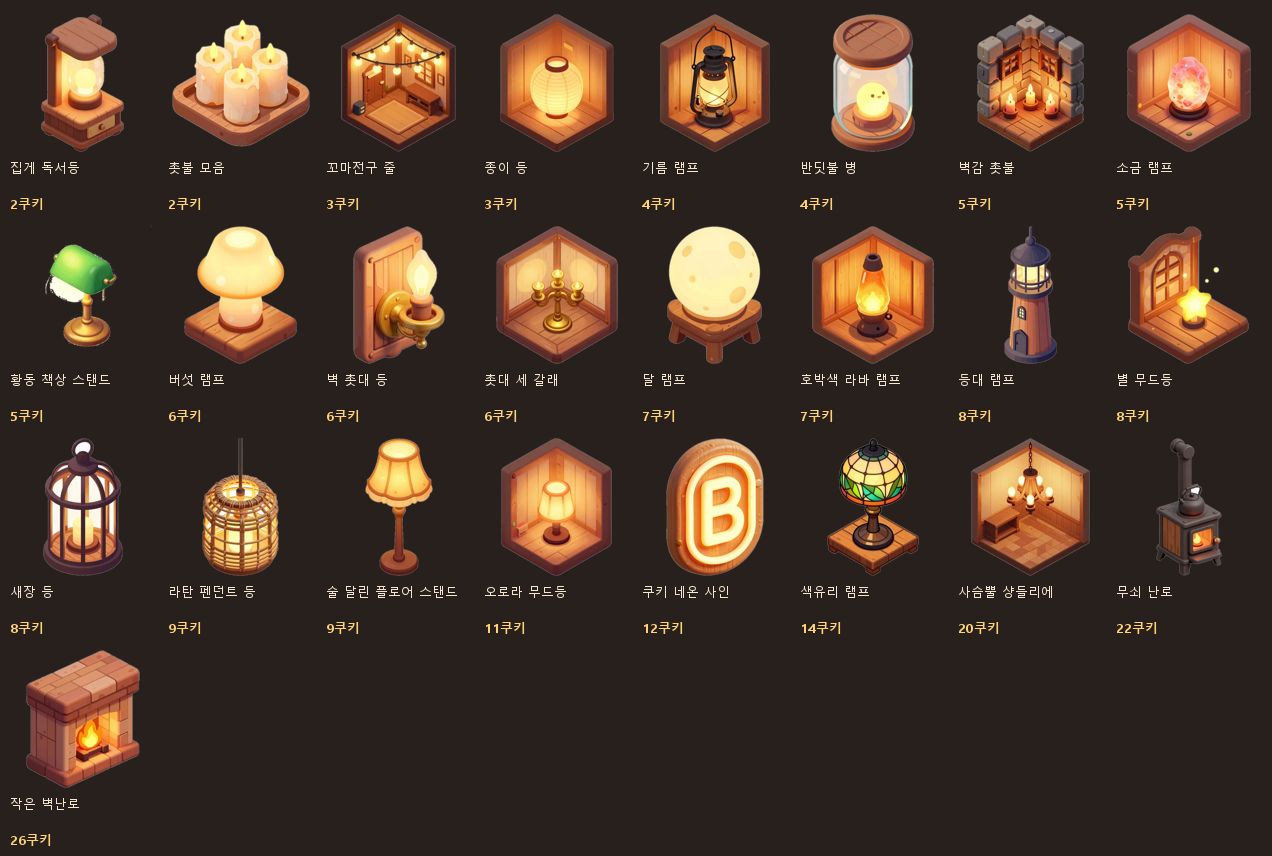 집게 독서등
2쿠키
촛불 모음
2쿠키
꼬마전구 줄
3쿠키
종이 등
3쿠키
기름 램프
4쿠키
반딧불 병
4쿠키
벽감 촛불
5쿠키
소금 램프
5쿠키
황동 책상 스탠드
5쿠키
버섯 램프
6쿠키
벽 촛대 등
6쿠키
촛대 세 갈래
6쿠키
달 램프
7쿠키
호박색 라바 램프
7쿠키
등대 램프
8쿠키
별 무드등
8쿠키
새장 등
8쿠키
라탄 펜던트 등
9쿠키
술 달린 플로어 스탠드
9쿠키
오로라 무드등
11쿠키
B
쿠키 네온 사인
12쿠키
색유리 램프
14쿠키
사슴뿔 샹들리에
20쿠키
무쇠 난로
22쿠키
작은 벽난로
26쿠키